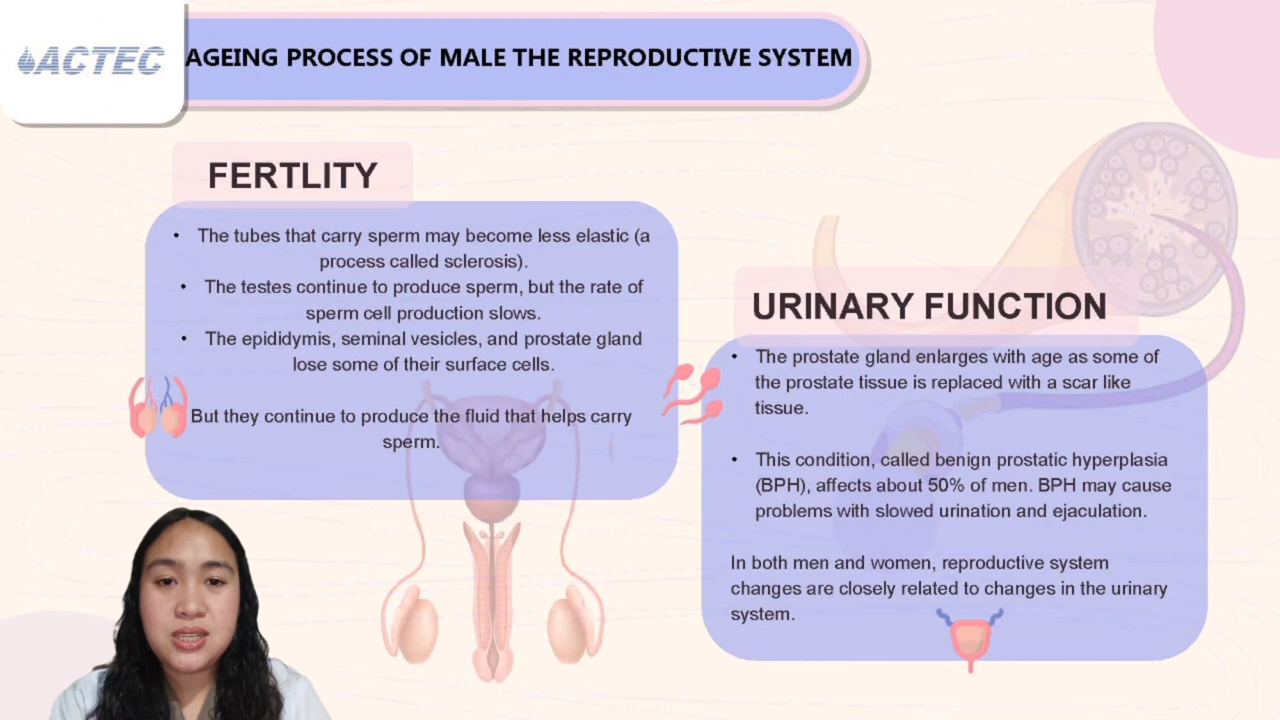 ACTEC
AGEING PROCESS OF MALE THE REPRODUCTIVE SYSTEM
FERTLITY
• The tubes that carry sperm may become less elastic (a
process called sclerosis).
• The testes continue to produce sperm, but the rate of
sperm cell production slows.
• The epididymis, seminal vesicles, and prostate gland
lose some of their surface cells.
But they continue to produce the fluid that helps carry
sperm.
URINARY FUNCTION
• The prostate gland enlarges with age as some of
the prostate tissue is replaced with a scar like
tissue.
• This condition, called benign prostatic hyperplasia
(BPH), affects about 50% of men. BPH may cause
problems with slowed urination and ejaculation.
In both men and women, reproductive system
changes are closely related to changes in the urinary
system.